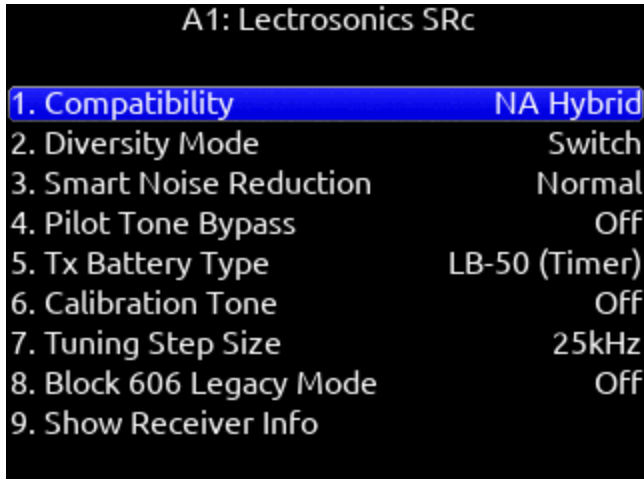 A1: Lectrosonics SRc
1. Compatibility NA Hybrid
2. Diversity Mode Switch
3. Smart Noise Reduction Normal
4. Pilot Tone Bypass Off
5. Tx Battery Type LB-50 (Timer)
6. Calibration Tone Off
7. Tuning Step Size 25kHz
8. Block 606 Legacy Mode Off
9. Show Receiver Info